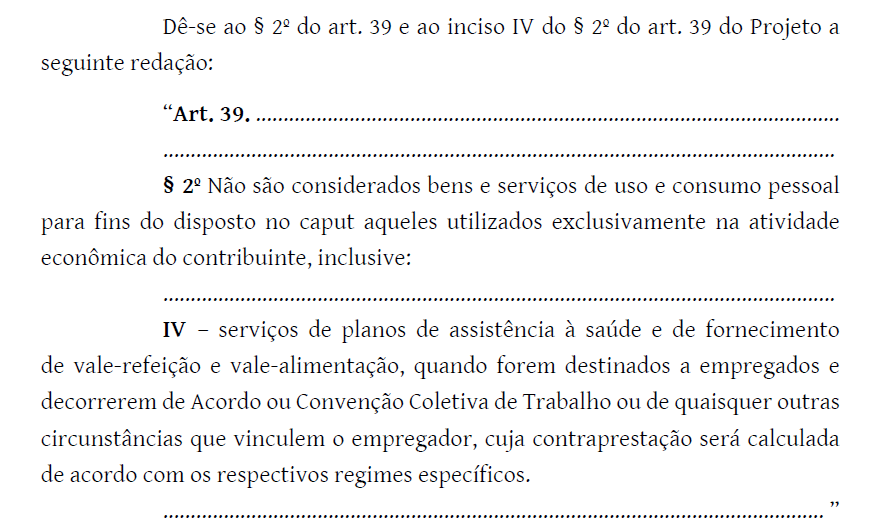 Dê-se ao § 2º do art. 39 e ao inciso IV do § 2º do art. 39 do Projeto a
seguinte redação:
“Art. 39. ..........................................................................................................
..........................................................................................................................
§ 2º Não são considerados bens e serviços de uso e consumo pessoal
para fins do disposto no caput aqueles utilizados exclusivamente na atividade
econômica do contribuinte, inclusive:
..........................................................................................................................
IV – serviços de planos de assistência à saúde e de fornecimento
de vale-refeição e vale-alimentação, quando forem destinados a empregados e
decorrerem de Acordo ou Convenção Coletiva de Trabalho ou de quaisquer outras
circunstâncias que vinculem o empregador, cuja contraprestação será calculada
de acordo com os respectivos regimes específicos.
........................................................................................................................ ”